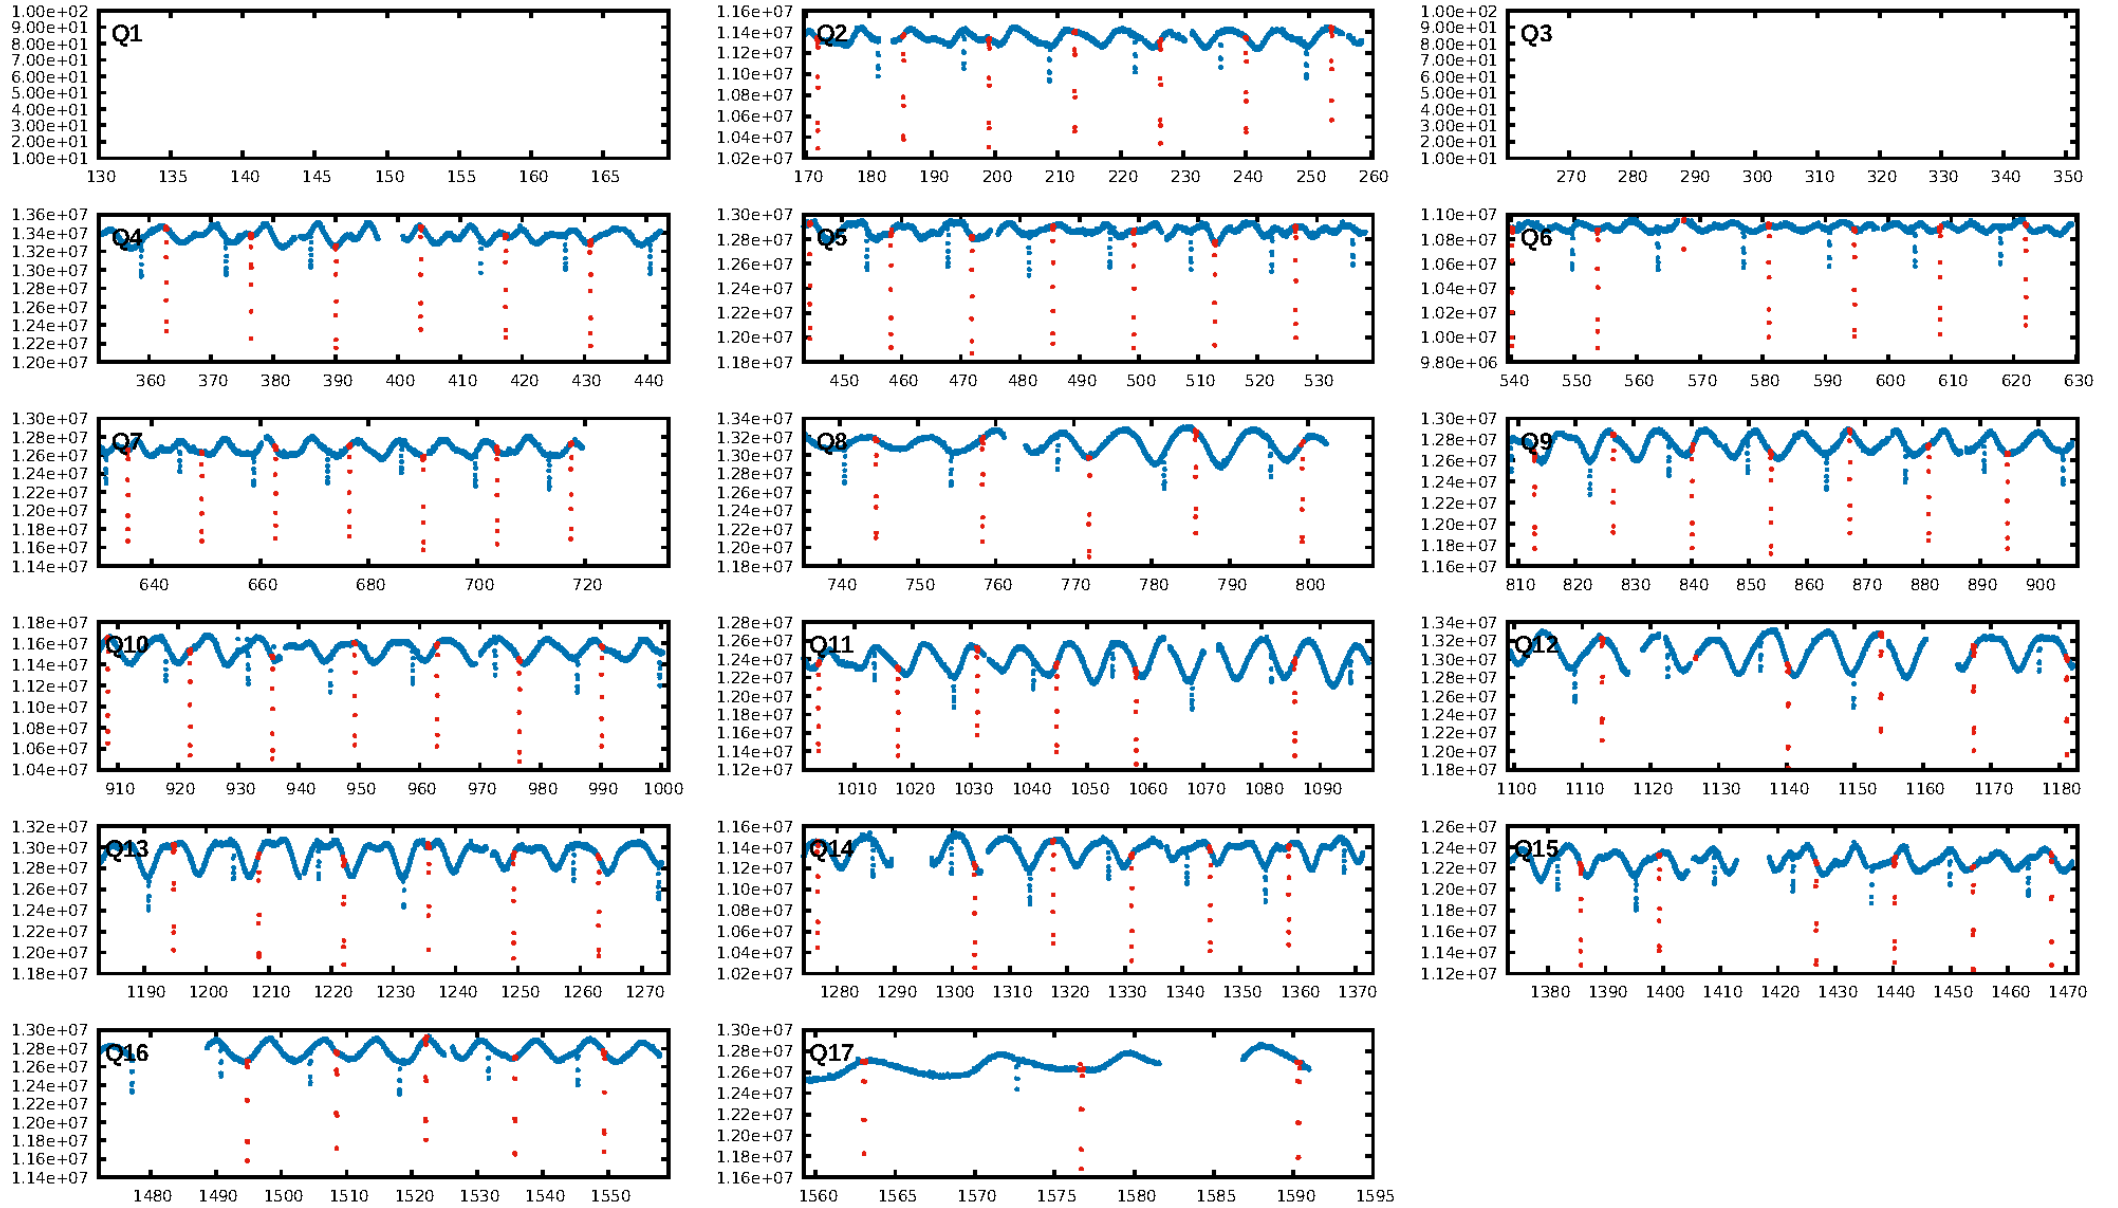 1.00e+02
9.00e+01
8.00e+01
7.00e+01
6.00e+01
5.00e+01
4.00e+01
3.00e+01
2.00e+01
1.00e+01
Q1
130 135 140 145 150 155 160 165
1.16e+07
1.14e+07
1.12e+07
1.10e+07
1.08e+07
1.06e+07
1.04e+07
1.02e+07
Q2
170 180 190 200 210 220 230 240 250 260
1.00e+02
9.00e+01
8.00e+01
7.00e+01
6.00e+01
5.00e+01
4.00e+01
3.00e+01
2.00e+01
1.00e+01
Q3
270 280 290 300 310 320 330 340 350
1.36e+07
1.34e+07
1.32e+07
1.30e+07
1.28e+07
1.26e+07
1.24e+07
1.22e+07
1.20e+07
Q4
360 370 380 390 400 410 420 430 440
1.30e+07
1.28e+07
1.26e+07
1.24e+07
1.22e+07
1.20e+07
1.18e+07
Q5
450 460 470 480 490 500 510 520 530
1.10e+07
1.08e+07
1.06e+07
1.04e+07
1.02e+07
1.00e+07
9.80e+06
Q6
540 550 560 570 580 590 600 610 620 630
1.30e+07
1.28e+07
1.26e+07
1.24e+07
1.22e+07
1.20e+07
1.18e+07
1.16e+07
1.14e+07
Q7
640 660 680 700 720
1.34e+07
1.32e+07
1.30e+07
1.28e+07
1.26e+07
1.24e+07
1.22e+07
1.20e+07
1.18e+07
Q8
740 750 760 770 780 790 800
1.30e+07
1.28e+07
1.26e+07
1.24e+07
1.22e+07
1.20e+07
1.18e+07
1.16e+07
Q9
810 820 830 840 850 860 870 880 890 900
1.18e+07
1.16e+07
1.14e+07
1.12e+07
1.10e+07
1.08e+07
1.06e+07
1.04e+07
Q10
910 920 930 940 950 960 970 980 990 1000
1.28e+07
1.26e+07
1.24e+07
1.22e+07
1.20e+07
1.18e+07
1.16e+07
1.14e+07
1.12e+07
Q11
1010 1020 1030 1040 1050 1060 1070 1080 1090
1.34e+07
1.32e+07
1.30e+07
1.28e+07
1.26e+07
1.24e+07
1.22e+07
1.20e+07
1.18e+07
Q12
1100 1110 1120 1130 1140 1150 1160 1170 1180
1.32e+07
1.30e+07
1.28e+07
1.26e+07
1.24e+07
1.22e+07
1.20e+07
1.18e+07
Q13
1190 1200 1210 1220 1230 1240 1250 1260 1270
1.16e+07
1.14e+07
1.12e+07
1.10e+07
1.08e+07
1.06e+07
1.04e+07
1.02e+07
Q14
1280 1290 1300 1310 1320 1330 1340 1350 1360 1370
1.26e+07
1.24e+07
1.22e+07
1.20e+07
1.18e+07
1.16e+07
1.14e+07
1.12e+07
Q15
1380 1390 1400 1410 1420 1430 1440 1450 1460 1470
1.30e+07
1.28e+07
1.26e+07
1.24e+07
1.22e+07
1.20e+07
1.18e+07
1.16e+07
1.14e+07
Q16
1480 1490 1500 1510 1520 1530 1540 1550
1.30e+07
1.28e+07
1.26e+07
1.24e+07
1.22e+07
1.20e+07
1.18e+07
1.16e+07
Q17
1560 1565 1570 1575 1580 1585 1590 1595